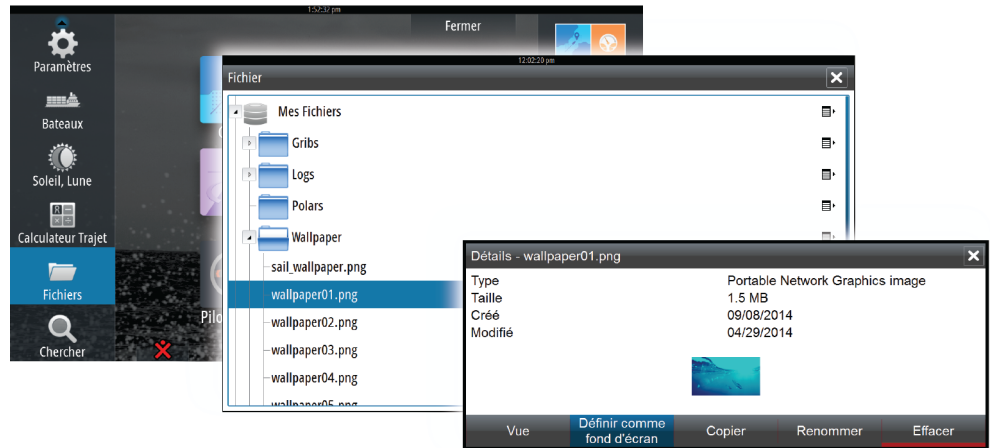 1:52:32 pm
Fermer
Paramètres
Bateaux
Soleil, Lune
Calculateur Trajet
Fichiers
Chercher
12:02:20 pm
Fichier
Mes Fichiers
Gribs
Logs
Polars
Wallpaper
sail_wallpaper.png
wallpaper01.png
wallpaper02.png
wallpaper03.png
wallpaper04.png
wallpaper05.png
Détails - wallpaper01.png
Type Portable Network Graphics image
Taille 1.5 MB
Créé 09/08/2014
Modifié 04/29/2014
Vue
Définir comme
fond d'écran
Copier
Renommer
Effacer